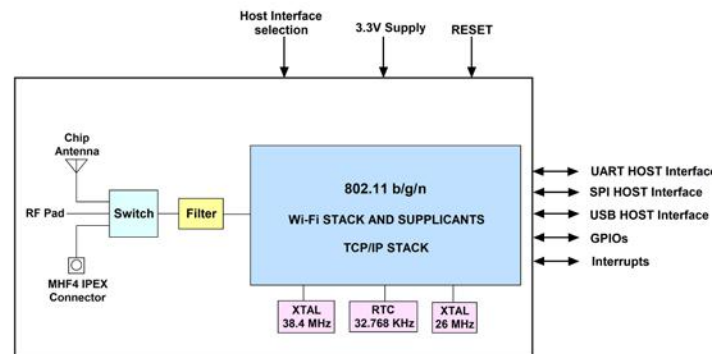 Host Interface
selection
3.3V Supply
RESET
Chip
Antenna
RF Pad
MHF4 IPEX
Connector
Switch
Filter
802.11 b/g/n
Wi-Fi STACK AND SUPPLICANTS
TCP/IP STACK
XTAL
38.4 MHz
RTC
32.768 KHz
XTAL
26 MHz
UART HOST Interface
SPI HOST Interface
USB HOST Interface
GPIOs
Interrupts